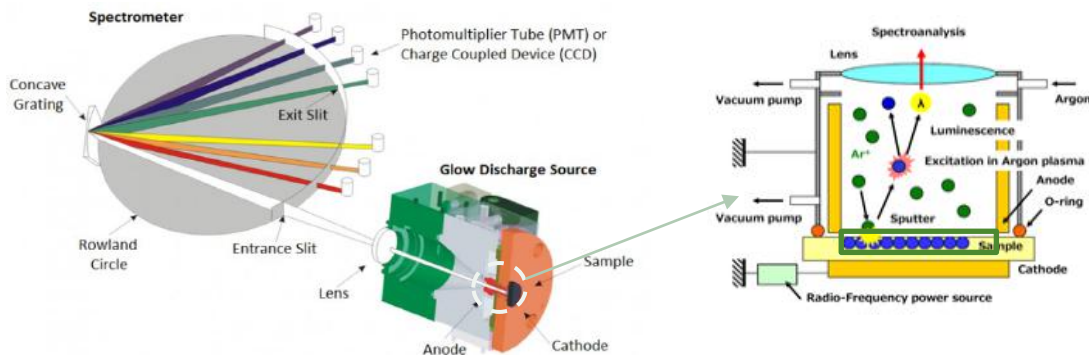 Spectrometer
Photomultiplier Tube (PMT) or
Charge Coupled Device (CCD)
Concave
Grating
Exit Slit
Glow Discharge Source
Rowland
Circle
Entrance Slit
Lens
Sample
Anode
Cathode
Spectroanalysis
Lens
Vacuum pump
Argon
λ
Luminescence
Ar⁺
Excitation in Argon plasma
Anode
O-ring
Vacuum pump
Sputter
Sample
Cathode
Radio-Frequency power source